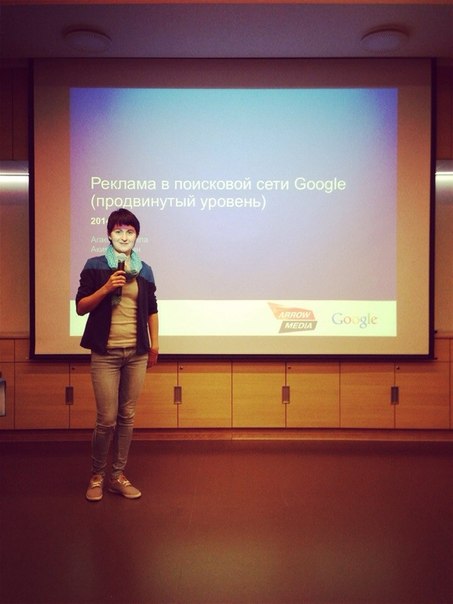 Реклама в поисковой сети Google
(продвинутый уровень)
ARROW
MEDIA
Google